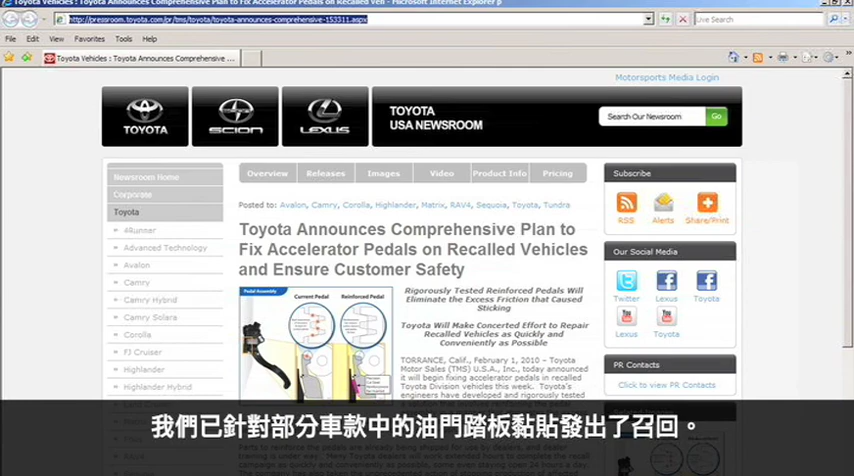 Toyota Vehicles : Toyota Announces Comprehensive Plan to Fix Accelerator Pedals on Recalled Veh - Microsoft Internet Explorer p
http://pressroom.toyota.com/pr/tms/toyota/toyota-announces-comprehensive-153311.aspx
Live Search
File Edit View Favorites Tools Help
Toyota Vehicles : Toyota Announces Comprehensive ...
Motorsports Media Login
TOYOTA
SCION
LEXUS
TOYOTA
USA NEWSROOM
Search Our Newsroom
Go
Newsroom Home
Corporate
Toyota
4Runner
Advanced Technology
Avalon
Camry
Camry Hybrid
Camry Solara
Corolla
FJ Cruiser
Highlander
Highlander Hybrid
Overview Releases Images Video Product Info Pricing
Posted to: Avalon, Camry, Corolla, Highlander, Matrix, RAV4, Sequoia, Toyota, Tundra
Toyota Announces Comprehensive Plan to
Fix Accelerator Pedals on Recalled Vehicles
and Ensure Customer Safety
Pedal Assembly
Current Pedal
Reinforced Pedal
Rigorously Tested Reinforced Pedals Will
Eliminate the Excess Friction that Caused
Sticking
Toyota Will Make Concerted Effort to Repair
Recalled Vehicles as Quickly and
Conveniently as Possible
TORRANCE, Calif., February 1, 2010 – Toyota
Motor Sales (TMS) U.S.A., Inc., today announced
it will begin fixing accelerator pedals in recalled
Toyota Division vehicles this week. Toyota's
engineers have developed and rigorously tested
Subscribe
RSS
Alerts
Share/Print
Our Social Media
Twitter
Lexus
Toyota
Lexus
Toyota
PR Contacts
Click to view PR Contacts
我們已針對部分車款中的油門踏板黏貼發出了召回。